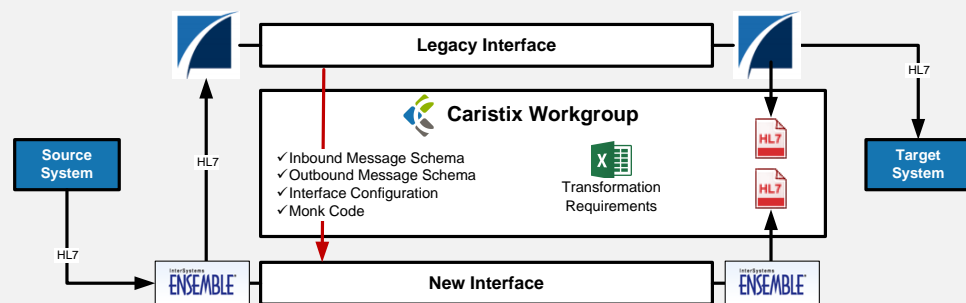 Legacy Interface
HL7
HL7
Caristix Workgroup
HL7
Source
System
Target
System
✓Inbound Message Schema
✓Outbound Message Schema
✓Interface Configuration
✓Monk Code
X
Transformation
Requirements
HL7
HL7
InterSystems
ENSEMBLE
New Interface
InterSystems
ENSEMBLE